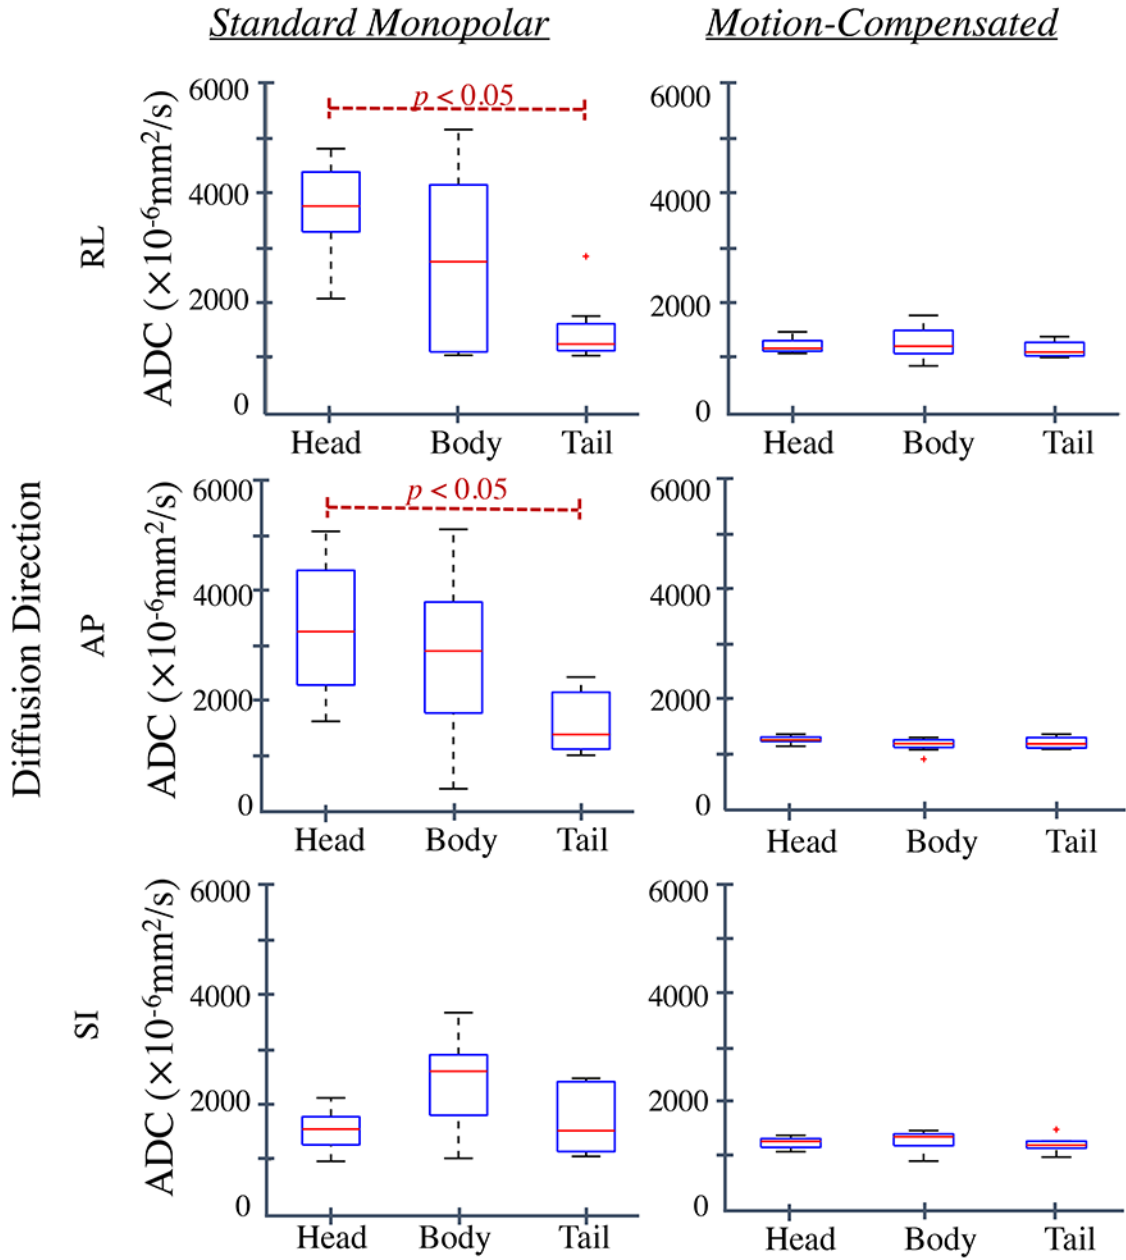 Standard Monopolar
Motion-Compensated
Diffusion Direction
RL
ADC (×10⁻⁶mm²/s)
6000
4000
2000
0
p < 0.05
Head Body Tail
6000
4000
2000
0
Head Body Tail
AP
ADC (×10⁻⁶mm²/s)
6000
4000
2000
0
p < 0.05
Head Body Tail
6000
4000
2000
0
Head Body Tail
SI
ADC (×10⁻⁶mm²/s)
6000
4000
2000
0
Head Body Tail
6000
4000
2000
0
Head Body Tail